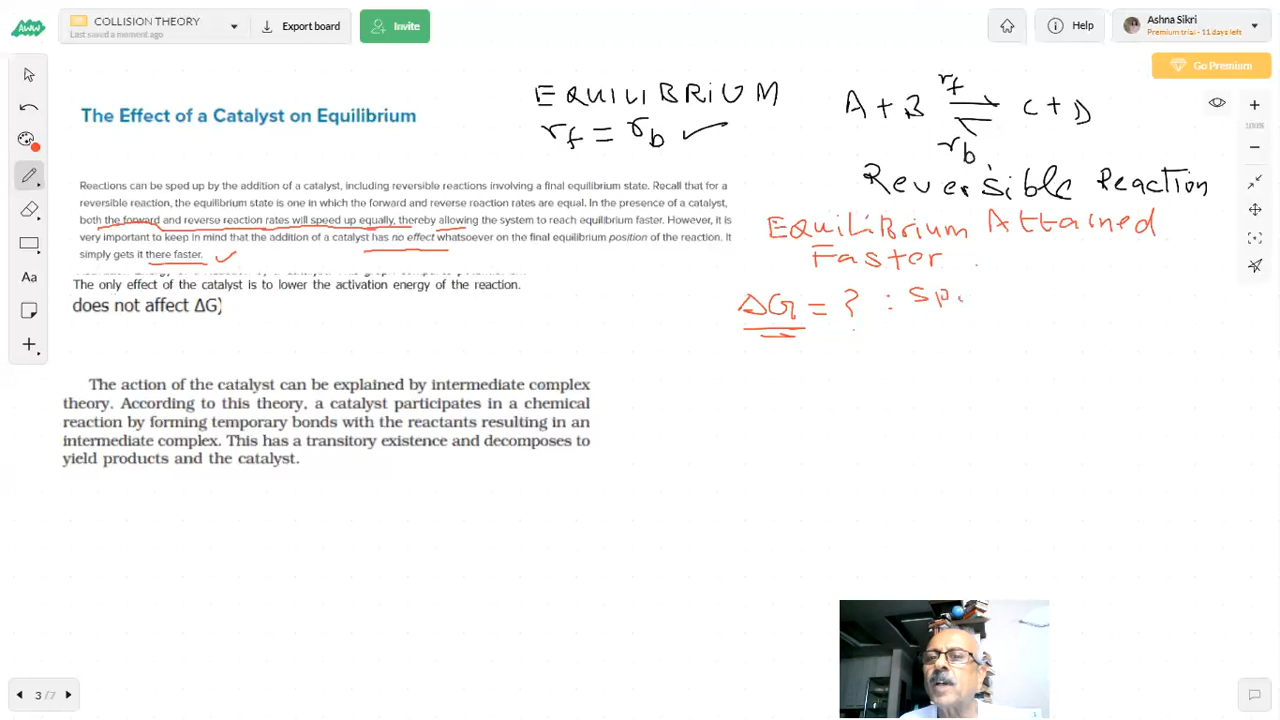 COLLISION THEORY
Last saved a moment ago
Export board
Invite
Help
Ashna Sikri
Premium trial - 11 days left
Go Premium
100%
The Effect of a Catalyst on Equilibrium
EQUILIBRIUM
rf = rb
A + B rf ⇌ rb C + D
Reversible Reaction
Reactions can be sped up by the addition of a catalyst, including reversible reactions involving a final equilibrium state. Recall that for a
reversible reaction, the equilibrium state is one in which the forward and reverse reaction rates are equal. In the presence of a catalyst,
both the forward and reverse reaction rates will speed up equally, thereby allowing the system to reach equilibrium faster. However, it is
very important to keep in mind that the addition of a catalyst has no effect whatsoever on the final equilibrium position of the reaction. It
simply gets it there faster.
The only effect of the catalyst is to lower the activation energy of the reaction.
does not affect ΔG)
Equilibrium Attained
Faster
ΔG = ? : Sp
The action of the catalyst can be explained by intermediate complex
theory. According to this theory, a catalyst participates in a chemical
reaction by forming temporary bonds with the reactants resulting in an
intermediate complex. This has a transitory existence and decomposes to
yield products and the catalyst.
Aa
3 / 7